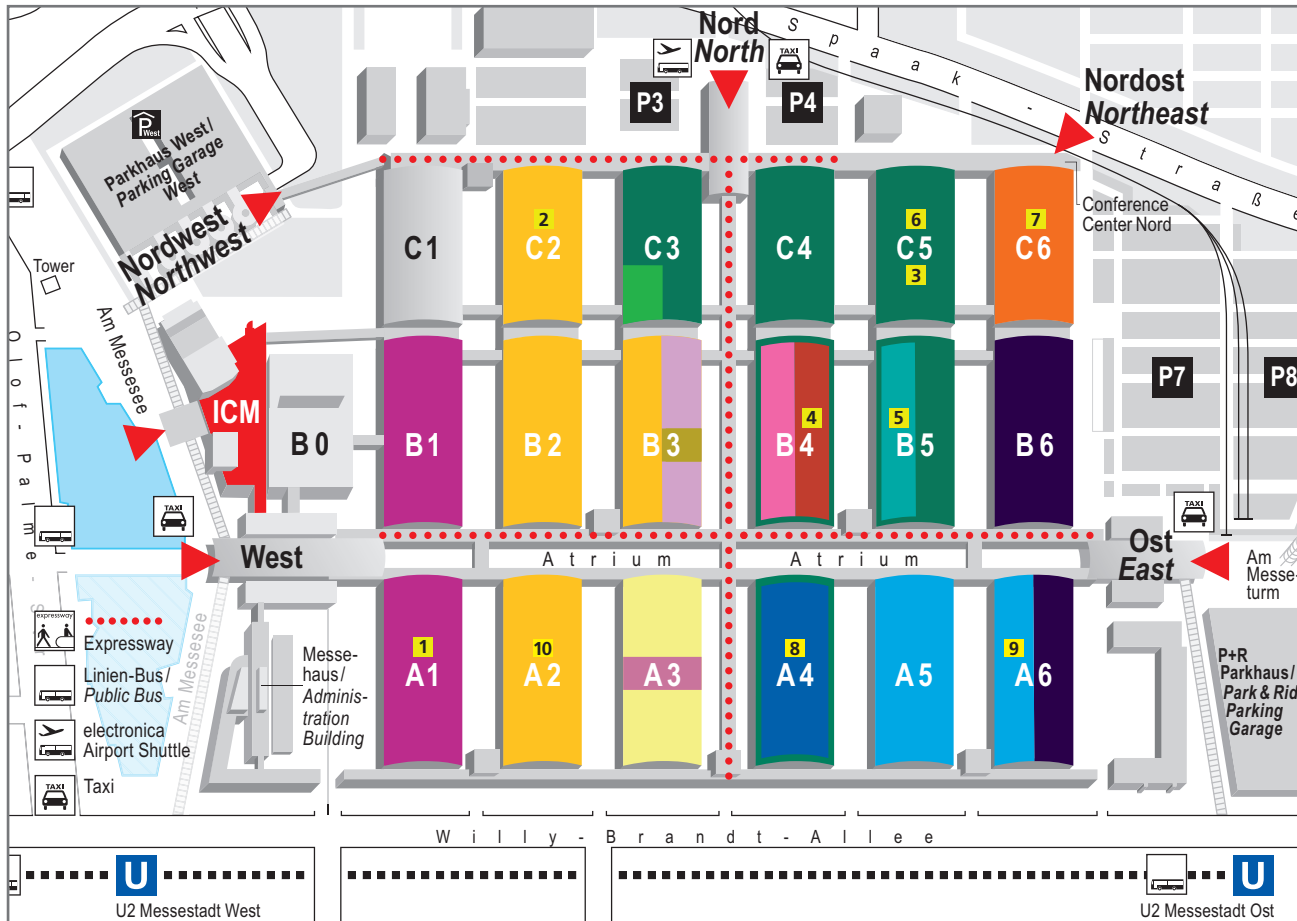 Nord
North
Spaak-Straße
TAXI
P3
P4
Nordost
Northeast
P
West
Parkhaus West/
Parking Garage
West
Nordwest
Northwest
Conference
Center Nord
Tower
Am Messesee
Olof-Palme-
C1
2
C2
C3
C4
6
C5
3
7
C6
P7
P8
ICM
B0
B1
B2
B3
4
B4
5
B5
B6
TAXI
TAXI
West
Atrium
Atrium
Ost
East
Am
Messe-
turm
Am Messesee
expressway
Expressway
Linien-Bus/
Public Bus
electronica
Airport Shuttle
TAXI
Taxi
Messe-
haus/
Adminis-
tration
Building
1
A1
10
A2
A3
8
A4
A5
9
A6
P+R
Parkhaus/
Park & Rid
Parking
Garage
Willy-Brandt-Allee
U
U2 Messestadt West
U
U2 Messestadt Ost